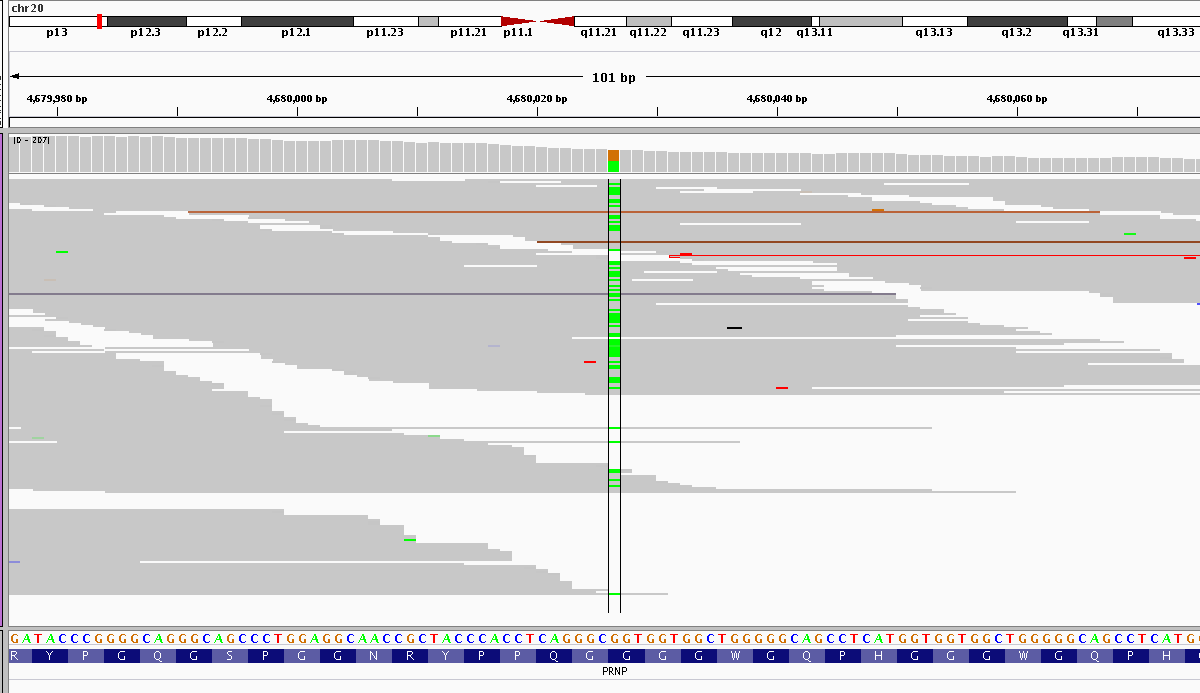 chr20
p13 p12.3 p12.2 p12.1 p11.23 p11.21 p11.1 q11.21 q11.22 q11.23 q12 q13.11 q13.13 q13.2 q13.31 q13.33
101 bp
4,679,980 bp 4,680,000 bp 4,680,020 bp 4,680,040 bp 4,680,060 bp
[0 - 207]
GATACCCGGGGCAGGGCAGCCCTGGAGGCAACCGCTACCCACCTCAGGGCGGTGGTGGCTGGGGGCAGCCTCATGGTGGTGGCTGGGGGCAGCCTCATG
R Y P G Q G S P G G N R Y P P Q G G G G W G Q P H G G G W G Q P H
PRNP